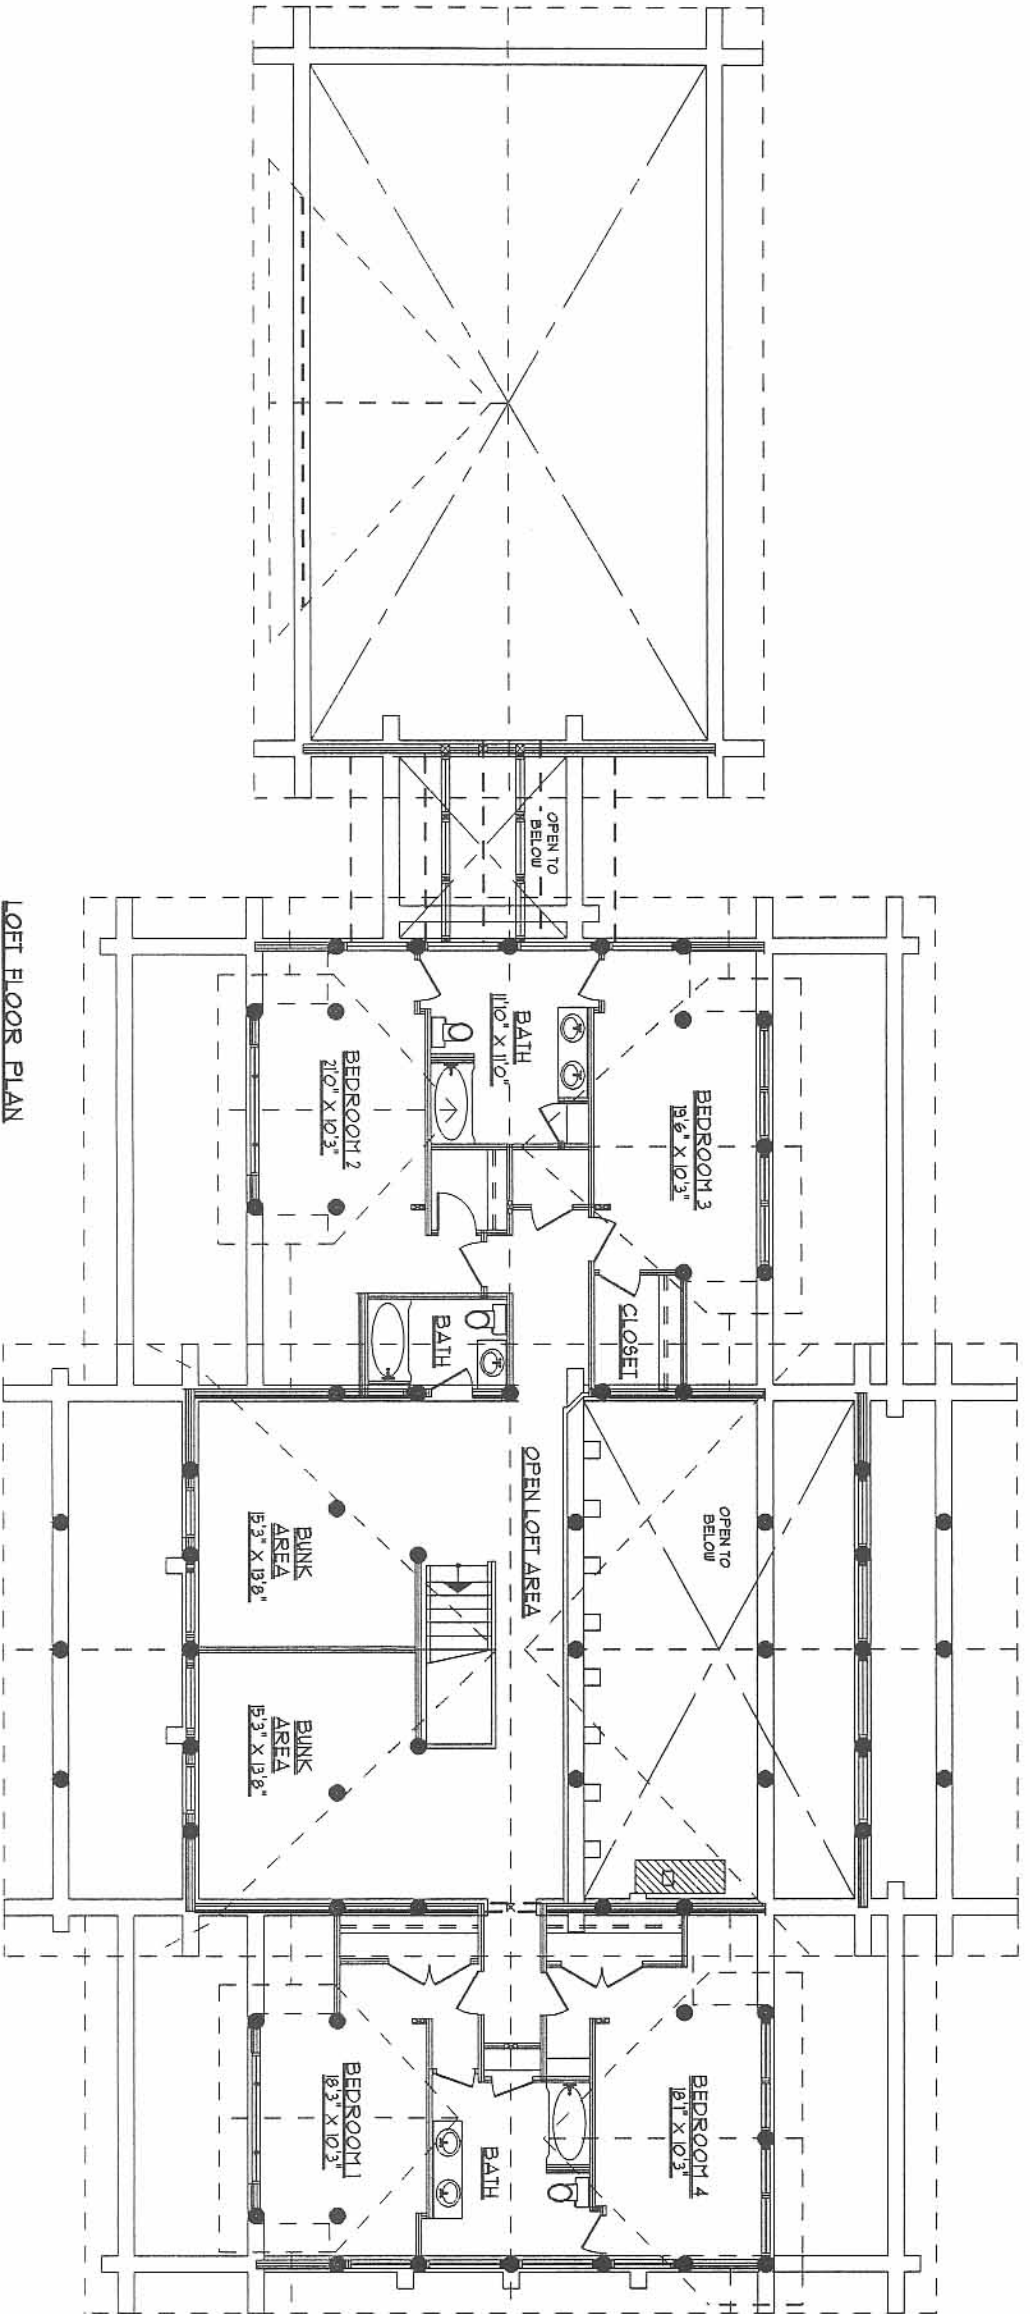 OPEN TO
BELOW
BEDROOM 3
19'6" X 10'3"
CLOSET
OPEN TO
BELOW
BEDROOM 4
18'1" X 10'3"
BATH
11'0" X 11'0"
OPEN LOFT AREA
BATH
BATH
BEDROOM 2
21'0" X 10'3"
BUNK
AREA
15'3" X 13'8"
BUNK
AREA
15'3" X 13'8"
BEDROOM 1
18'3" X 10'3"
LOFT FLOOR PLAN